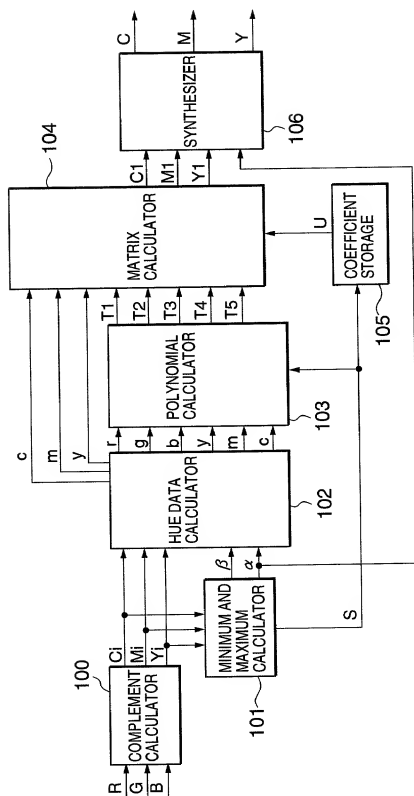 R
G
B
COMPLEMENT
CALCULATOR
100
Ci
Mi
Yi
MINIMUM AND
MAXIMUM
CALCULATOR
101
β
α
S
HUE DATA
CALCULATOR
102
c
m
y
r
g
b
y
m
c
POLYNOMIAL
CALCULATOR
103
T1
T2
T3
T4
T5
MATRIX
CALCULATOR
104
COEFFICIENT
STORAGE
105
U
C1
M1
Y1
SYNTHESIZER
106
C
M
Y